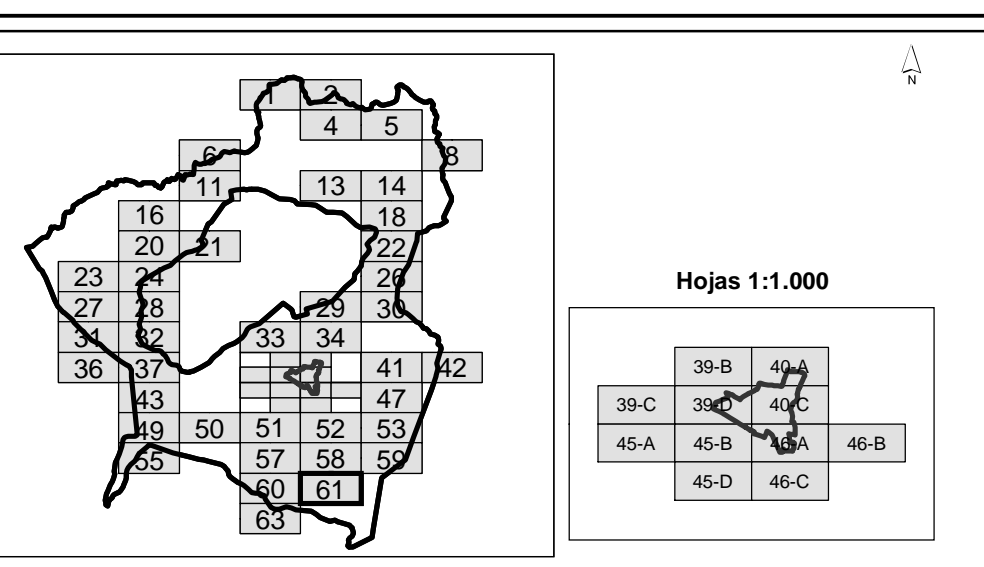 N
1 2
4 5
6 8
11 13 14
16 18
20 21 22
23 24 26
27 28 29 30
31 32 33 34
36 37 41 42
43 47
49 50 51 52 53
55 57 58 59
60 61
63
Hojas 1:1.000
39-B 40-A
39-C 39-D 40-C
45-A 45-B 46-A 46-B
45-D 46-C